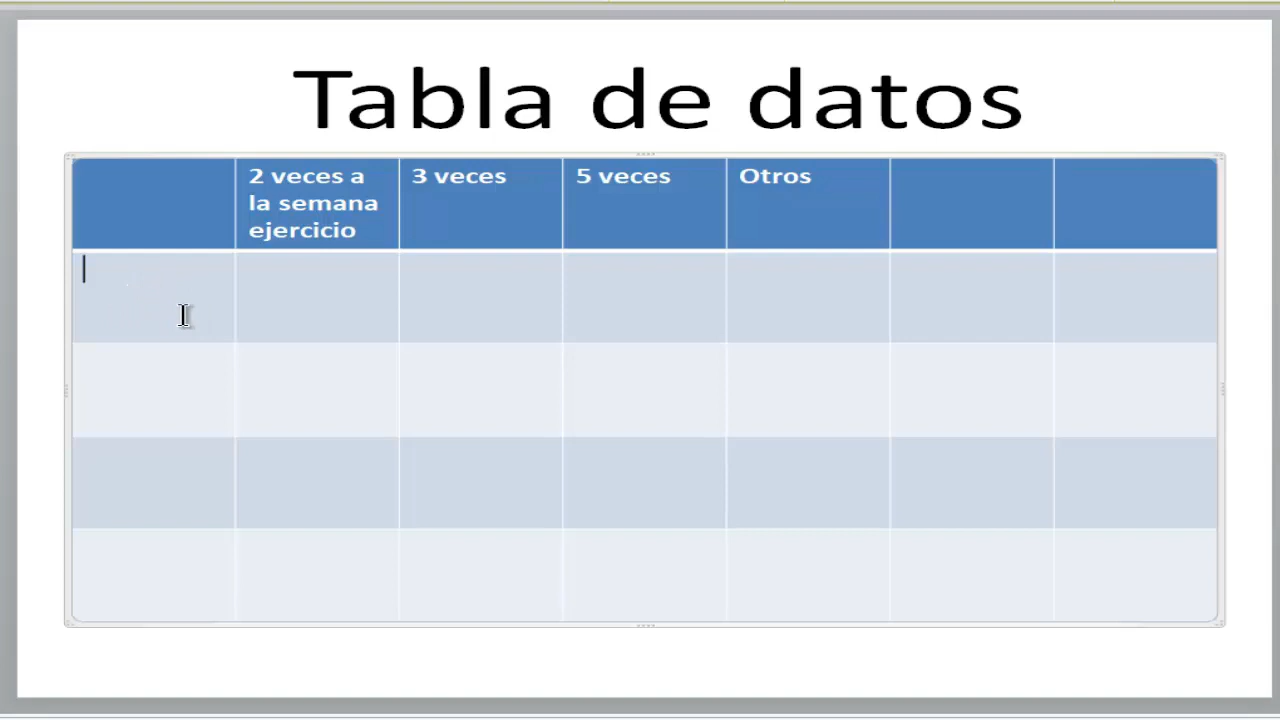 Tabla de datos
2 veces a
la semana
ejercicio
3 veces
5 veces
Otros